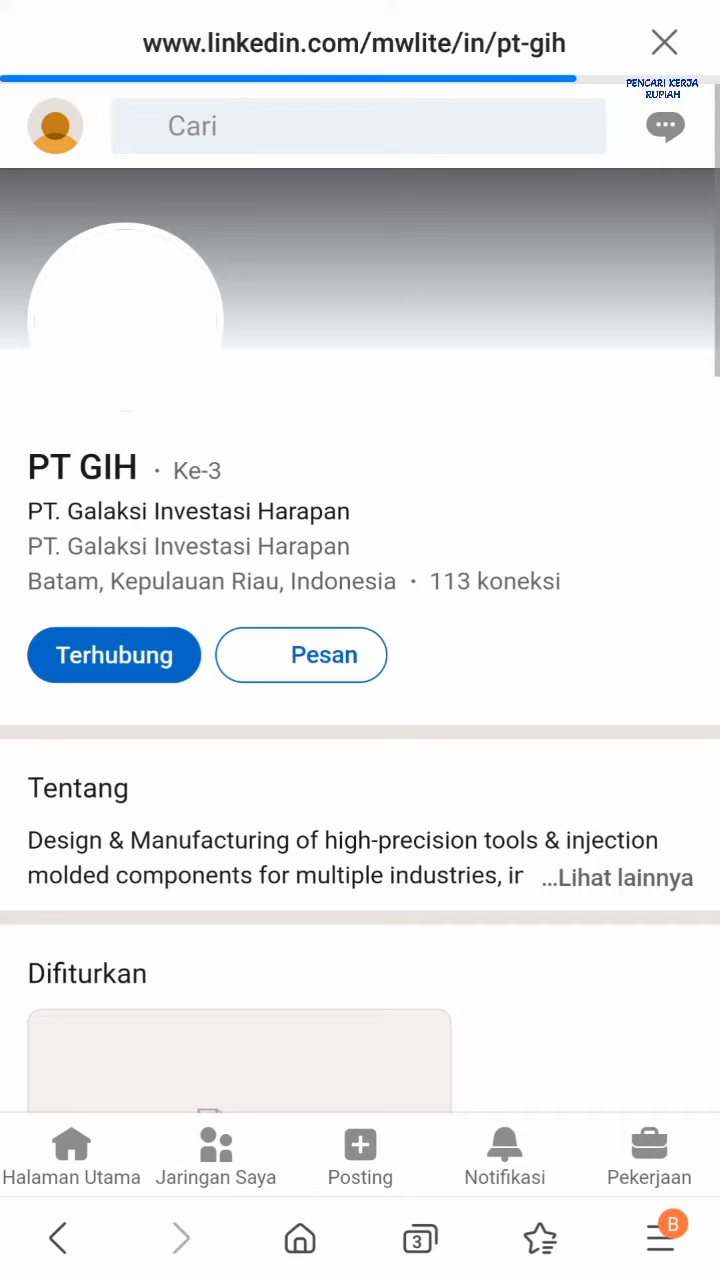 www.linkedin.com/mwlite/in/pt-gih
PENCARI KERJA
RUPIAH
Cari
PT GIH · Ke-3
PT. Galaksi Investasi Harapan
PT. Galaksi Investasi Harapan
Batam, Kepulauan Riau, Indonesia · 113 koneksi
Terhubung
Pesan
Tentang
Design & Manufacturing of high-precision tools & injection
molded components for multiple industries, ir ...Lihat lainnya
Difiturkan
Halaman Utama
Jaringan Saya
Posting
Notifikasi
Pekerjaan
3
B